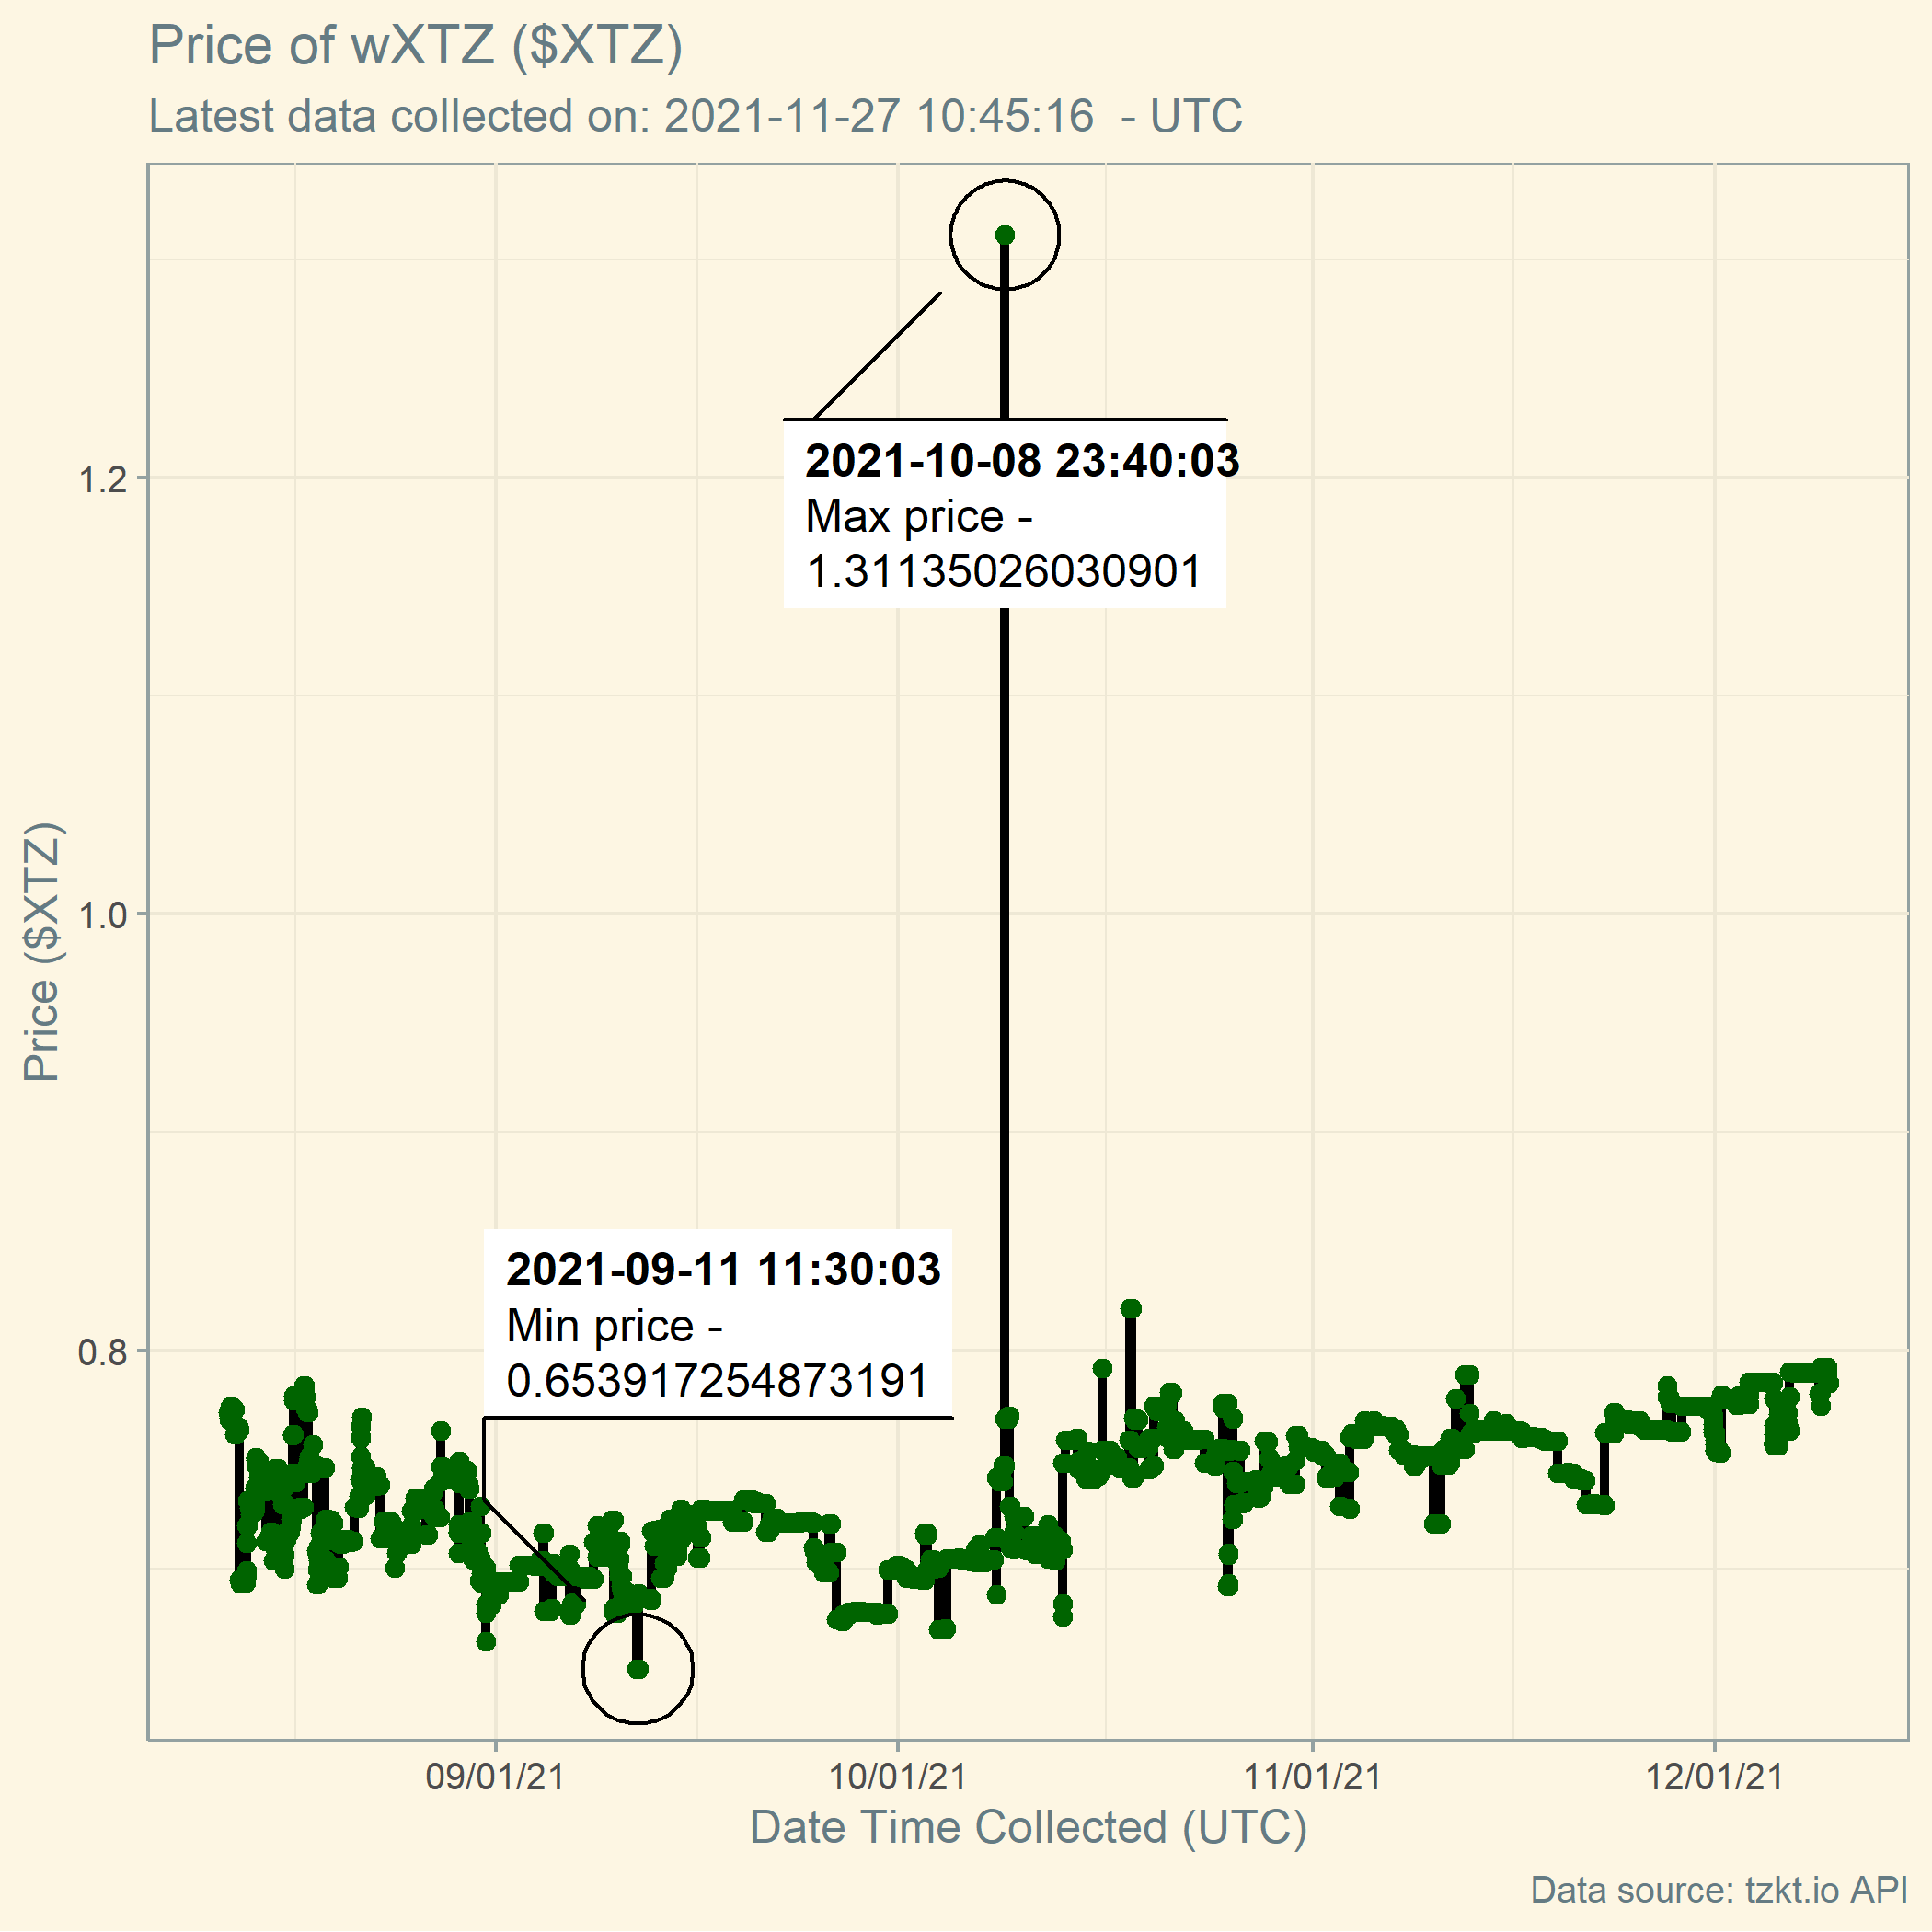 Price of wXTZ ($XTZ)
Latest data collected on: 2021-11-27 10:45:16  - UTC
2021-10-08 23:40:03
Max price -
1.31135026030901
1.2
1.0
Price ($XTZ)
2021-09-11 11:30:03
Min price -
0.653917254873191
0.8
09/01/21 10/01/21 11/01/21 12/01/21
Date Time Collected (UTC)
Data source: tzkt.io API